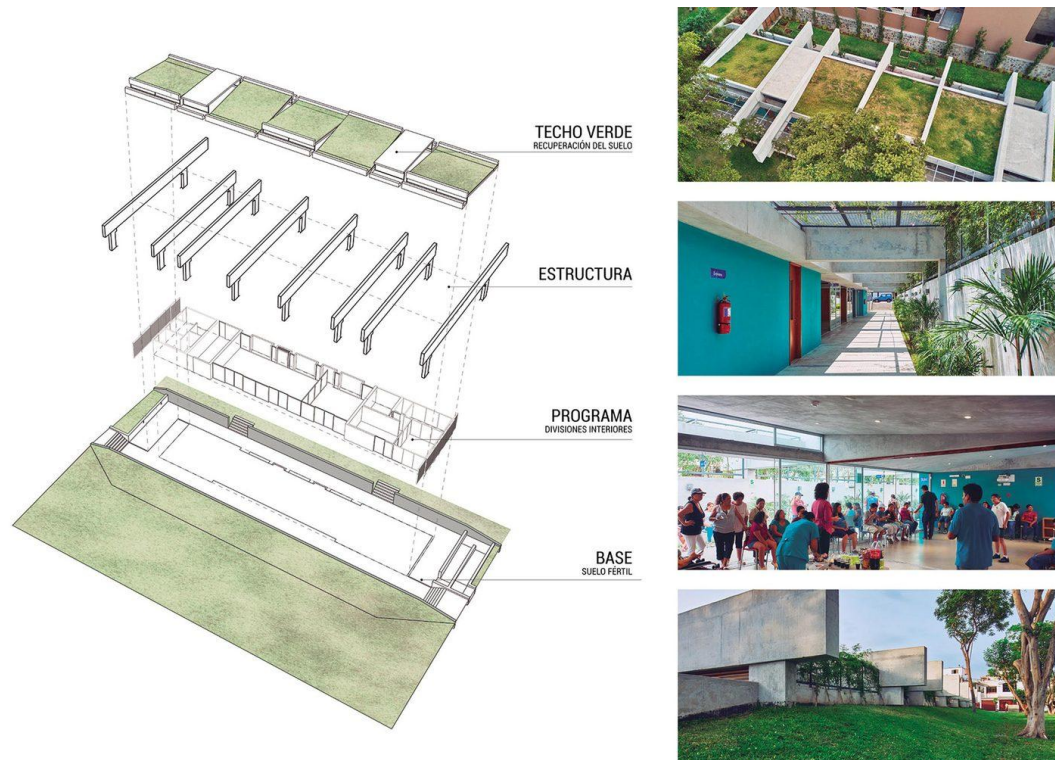 TECHO VERDE
RECUPERACIÓN DEL SUELO
ESTRUCTURA
PROGRAMA
DIVISIONES INTERIORES
BASE
SUELO FÉRTIL